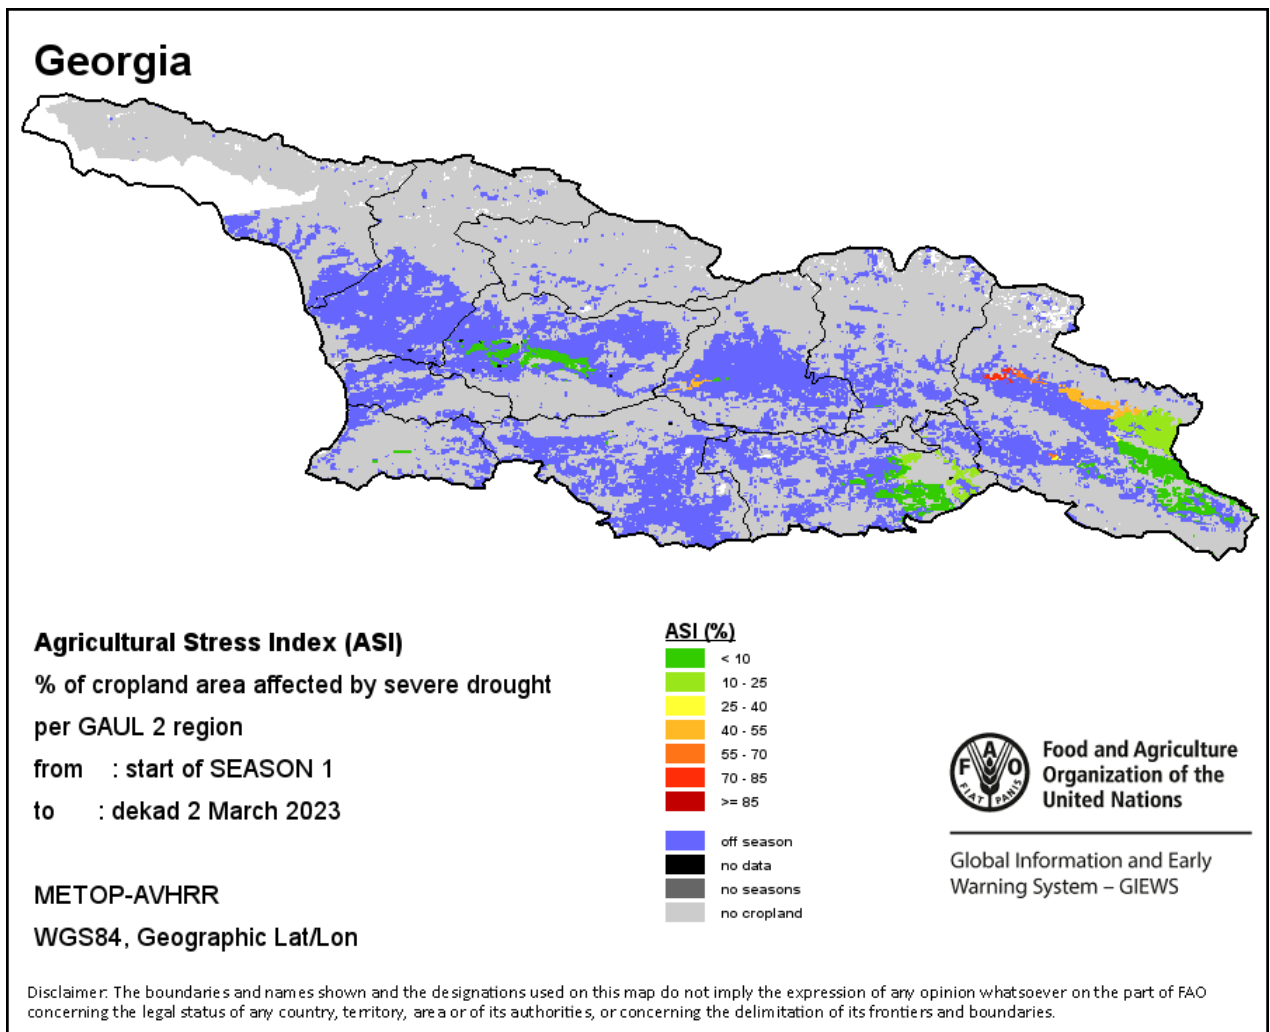 Georgia
Agricultural Stress Index (ASI)
% of cropland area affected by severe drought
per GAUL 2 region
from : start of SEASON 1
to : dekad 2 March 2023
METOP-AVHRR
WGS84, Geographic Lat/Lon
ASI (%)
< 10
10 - 25
25 - 40
40 - 55
55 - 70
70 - 85
>= 85
off season
no data
no seasons
no cropland
F A O
FIAT PANIS
Food and Agriculture
Organization of the
United Nations
Global Information and Early
Warning System – GIEWS
Disclaimer: The boundaries and names shown and the designations used on this map do not imply the expression of any opinion whatsoever on the part of FAO
concerning the legal status of any country, territory, area or of its authorities, or concerning the delimitation of its frontiers and boundaries.